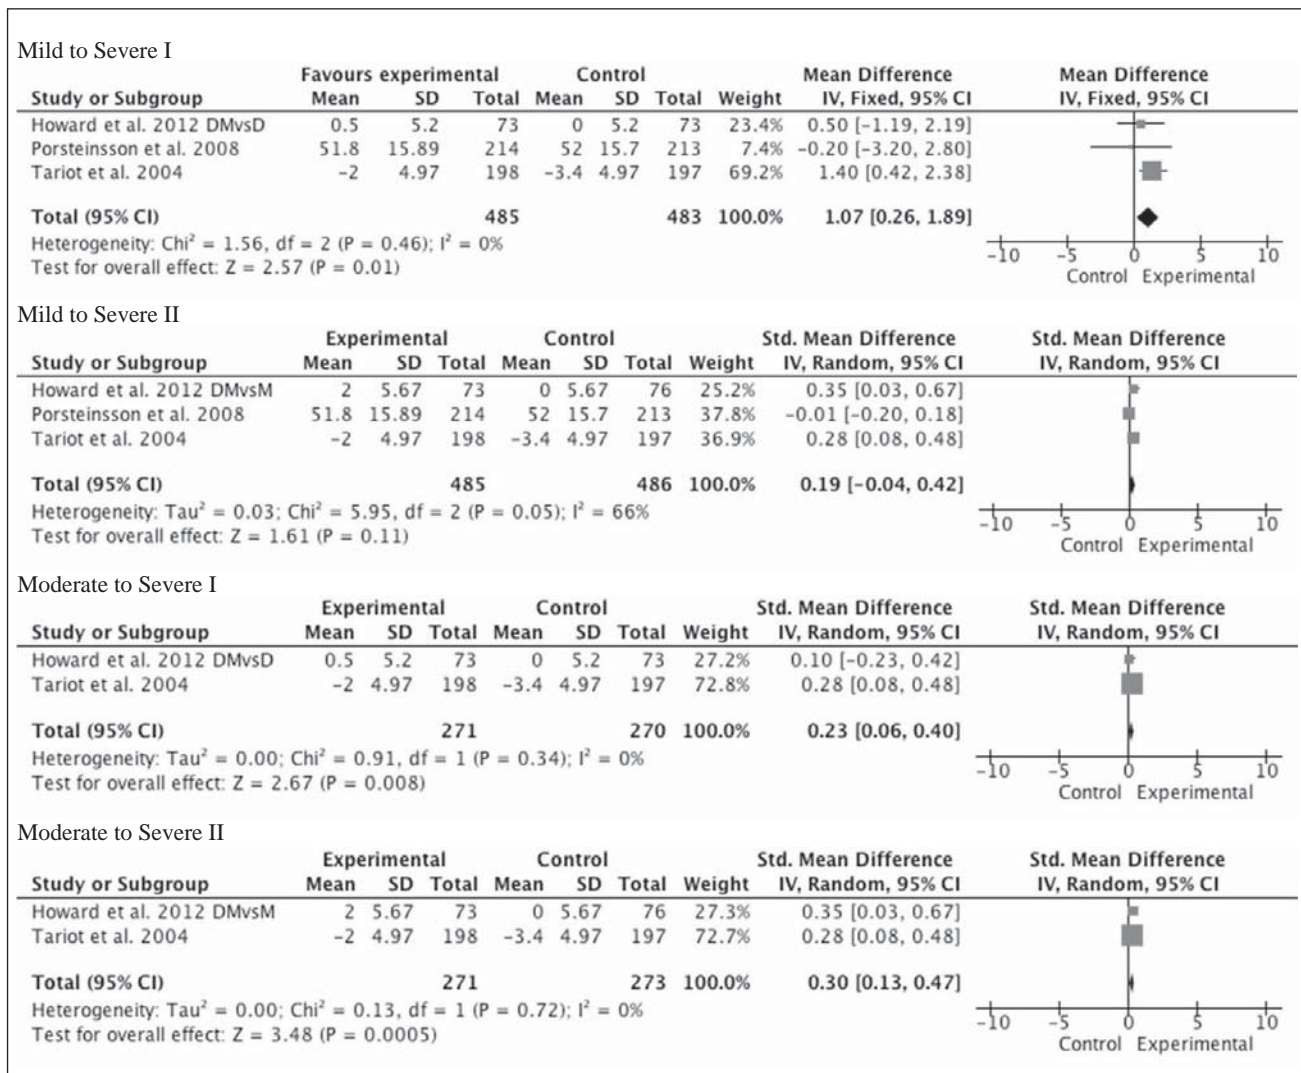 Mild to Severe I
Favours experimental Control Mean Difference Mean Difference
Study or Subgroup Mean SD Total Mean SD Total Weight IV, Fixed, 95% CI IV, Fixed, 95% CI
Howard et al. 2012 DMvsD 0.5 5.2 73 0 5.2 73 23.4% 0.50 [-1.19, 2.19]
Porsteinsson et al. 2008 51.8 15.89 214 52 15.7 213 7.4% -0.20 [-3.20, 2.80]
Tariot et al. 2004 -2 4.97 198 -3.4 4.97 197 69.2% 1.40 [0.42, 2.38]
Total (95% CI) 485 483 100.0% 1.07 [0.26, 1.89]
Heterogeneity: Chi² = 1.56, df = 2 (P = 0.46); I² = 0%
Test for overall effect: Z = 2.57 (P = 0.01)
-10 -5 0 5 10
Control Experimental
Mild to Severe II
Experimental Control Std. Mean Difference Std. Mean Difference
Study or Subgroup Mean SD Total Mean SD Total Weight IV, Random, 95% CI IV, Random, 95% CI
Howard et al. 2012 DMvsM 2 5.67 73 0 5.67 76 25.2% 0.35 [0.03, 0.67]
Porsteinsson et al. 2008 51.8 15.89 214 52 15.7 213 37.8% -0.01 [-0.20, 0.18]
Tariot et al. 2004 -2 4.97 198 -3.4 4.97 197 36.9% 0.28 [0.08, 0.48]
Total (95% CI) 485 486 100.0% 0.19 [-0.04, 0.42]
Heterogeneity: Tau² = 0.03; Chi² = 5.95, df = 2 (P = 0.05); I² = 66%
Test for overall effect: Z = 1.61 (P = 0.11)
-10 -5 0 5 10
Control Experimental
Moderate to Severe I
Experimental Control Std. Mean Difference Std. Mean Difference
Study or Subgroup Mean SD Total Mean SD Total Weight IV, Random, 95% CI IV, Random, 95% CI
Howard et al. 2012 DMvsD 0.5 5.2 73 0 5.2 73 27.2% 0.10 [-0.23, 0.42]
Tariot et al. 2004 -2 4.97 198 -3.4 4.97 197 72.8% 0.28 [0.08, 0.48]
Total (95% CI) 271 270 100.0% 0.23 [0.06, 0.40]
Heterogeneity: Tau² = 0.00; Chi² = 0.91, df = 1 (P = 0.34); I² = 0%
Test for overall effect: Z = 2.67 (P = 0.008)
-10 -5 0 5 10
Control Experimental
Moderate to Severe II
Experimental Control Std. Mean Difference Std. Mean Difference
Study or Subgroup Mean SD Total Mean SD Total Weight IV, Random, 95% CI IV, Random, 95% CI
Howard et al. 2012 DMvsM 2 5.67 73 0 5.67 76 27.3% 0.35 [0.03, 0.67]
Tariot et al. 2004 -2 4.97 198 -3.4 4.97 197 72.7% 0.28 [0.08, 0.48]
Total (95% CI) 271 273 100.0% 0.30 [0.13, 0.47]
Heterogeneity: Tau² = 0.00; Chi² = 0.13, df = 1 (P = 0.72); I² = 0%
Test for overall effect: Z = 3.48 (P = 0.0005)
-10 -5 0 5 10
Control Experimental